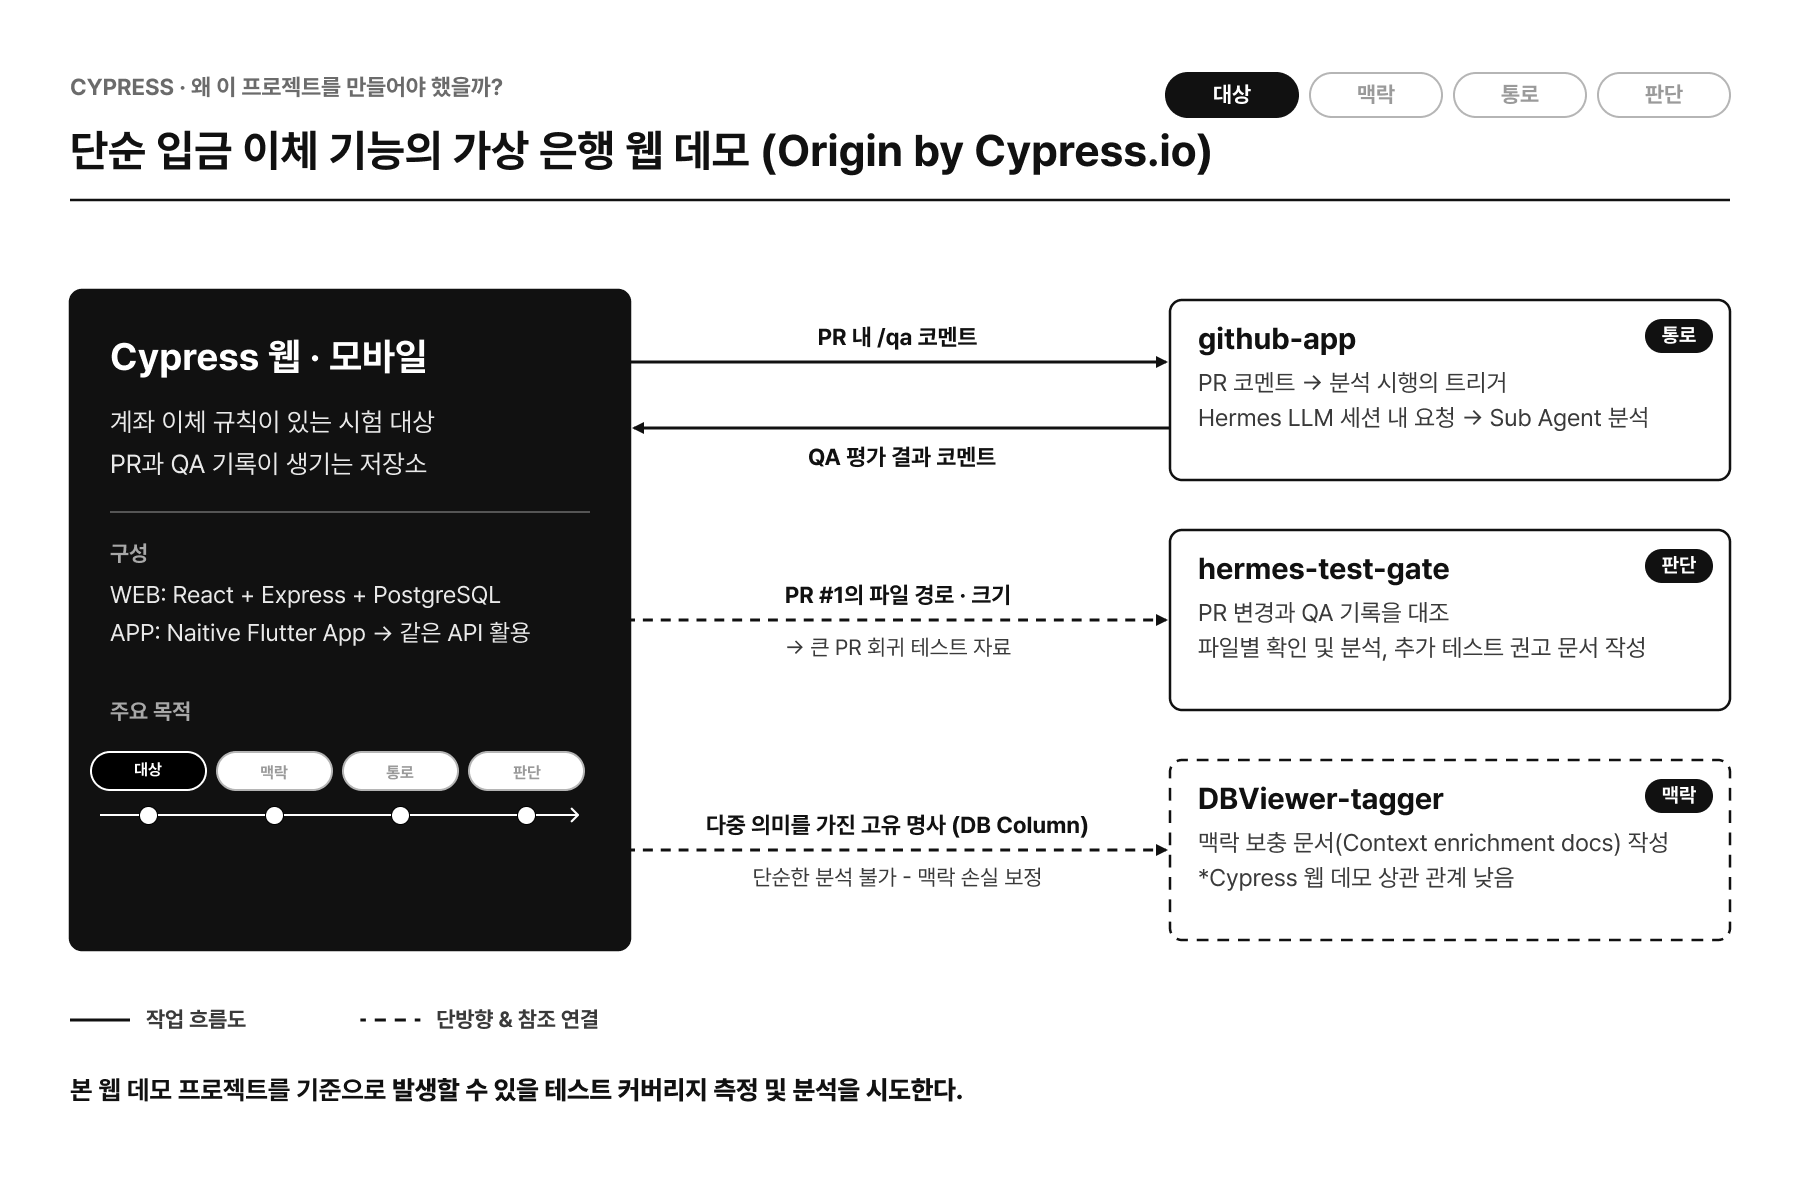 CYPRESS · 왜 이 프로젝트를 만들어야 했을까?
대상
맥락
통로
판단
단순 입금 이체 기능의 가상 은행 웹 데모 (Origin by Cypress.io)
Cypress 웹 · 모바일
계좌 이체 규칙이 있는 시험 대상
PR과 QA 기록이 생기는 저장소
구성
WEB: React + Express + PostgreSQL
APP: Naitive Flutter App → 같은 API 활용
주요 목적
대상
맥락
통로
판단
PR 내 /qa 코멘트
QA 평가 결과 코멘트
PR #1의 파일 경로 · 크기
→ 큰 PR 회귀 테스트 자료
다중 의미를 가진 고유 명사 (DB Column)
단순한 분석 불가 - 맥락 손실 보정
github-app
통로
PR 코멘트 → 분석 시행의 트리거
Hermes LLM 세션 내 요청 → Sub Agent 분석
hermes-test-gate
판단
PR 변경과 QA 기록을 대조
파일별 확인 및 분석, 추가 테스트 권고 문서 작성
DBViewer-tagger
맥락
맥락 보충 문서(Context enrichment docs) 작성
*Cypress 웹 데모 상관 관계 낮음
작업 흐름도
단방향 & 참조 연결
본 웹 데모 프로젝트를 기준으로 발생할 수 있을 테스트 커버리지 측정 및 분석을 시도한다.